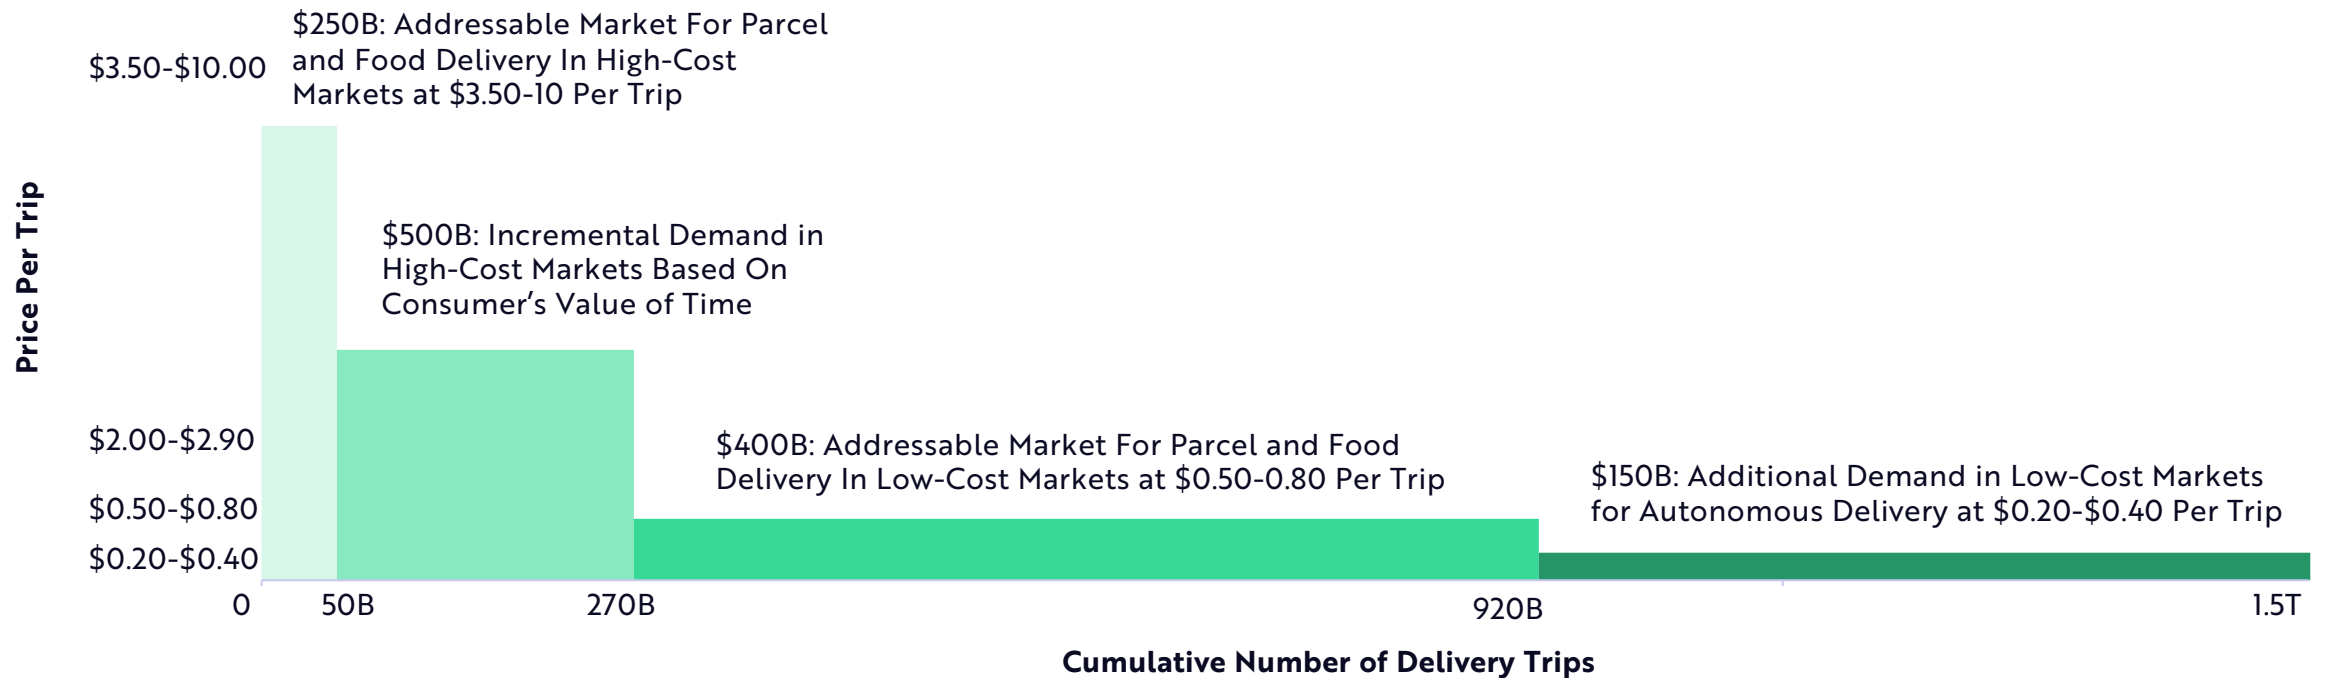 $250B: Addressable Market For Parcel
and Food Delivery In High-Cost
Markets at $3.50-10 Per Trip
$3.50-$10.00
Price Per Trip
$500B: Incremental Demand in
High-Cost Markets Based On
Consumer’s Value of Time
$2.00-$2.90
$400B: Addressable Market For Parcel and Food
Delivery In Low-Cost Markets at $0.50-0.80 Per Trip
$150B: Additional Demand in Low-Cost Markets
for Autonomous Delivery at $0.20-$0.40 Per Trip
$0.50-$0.80
$0.20-$0.40
0
50B
270B
920B
1.5T
Cumulative Number of Delivery Trips